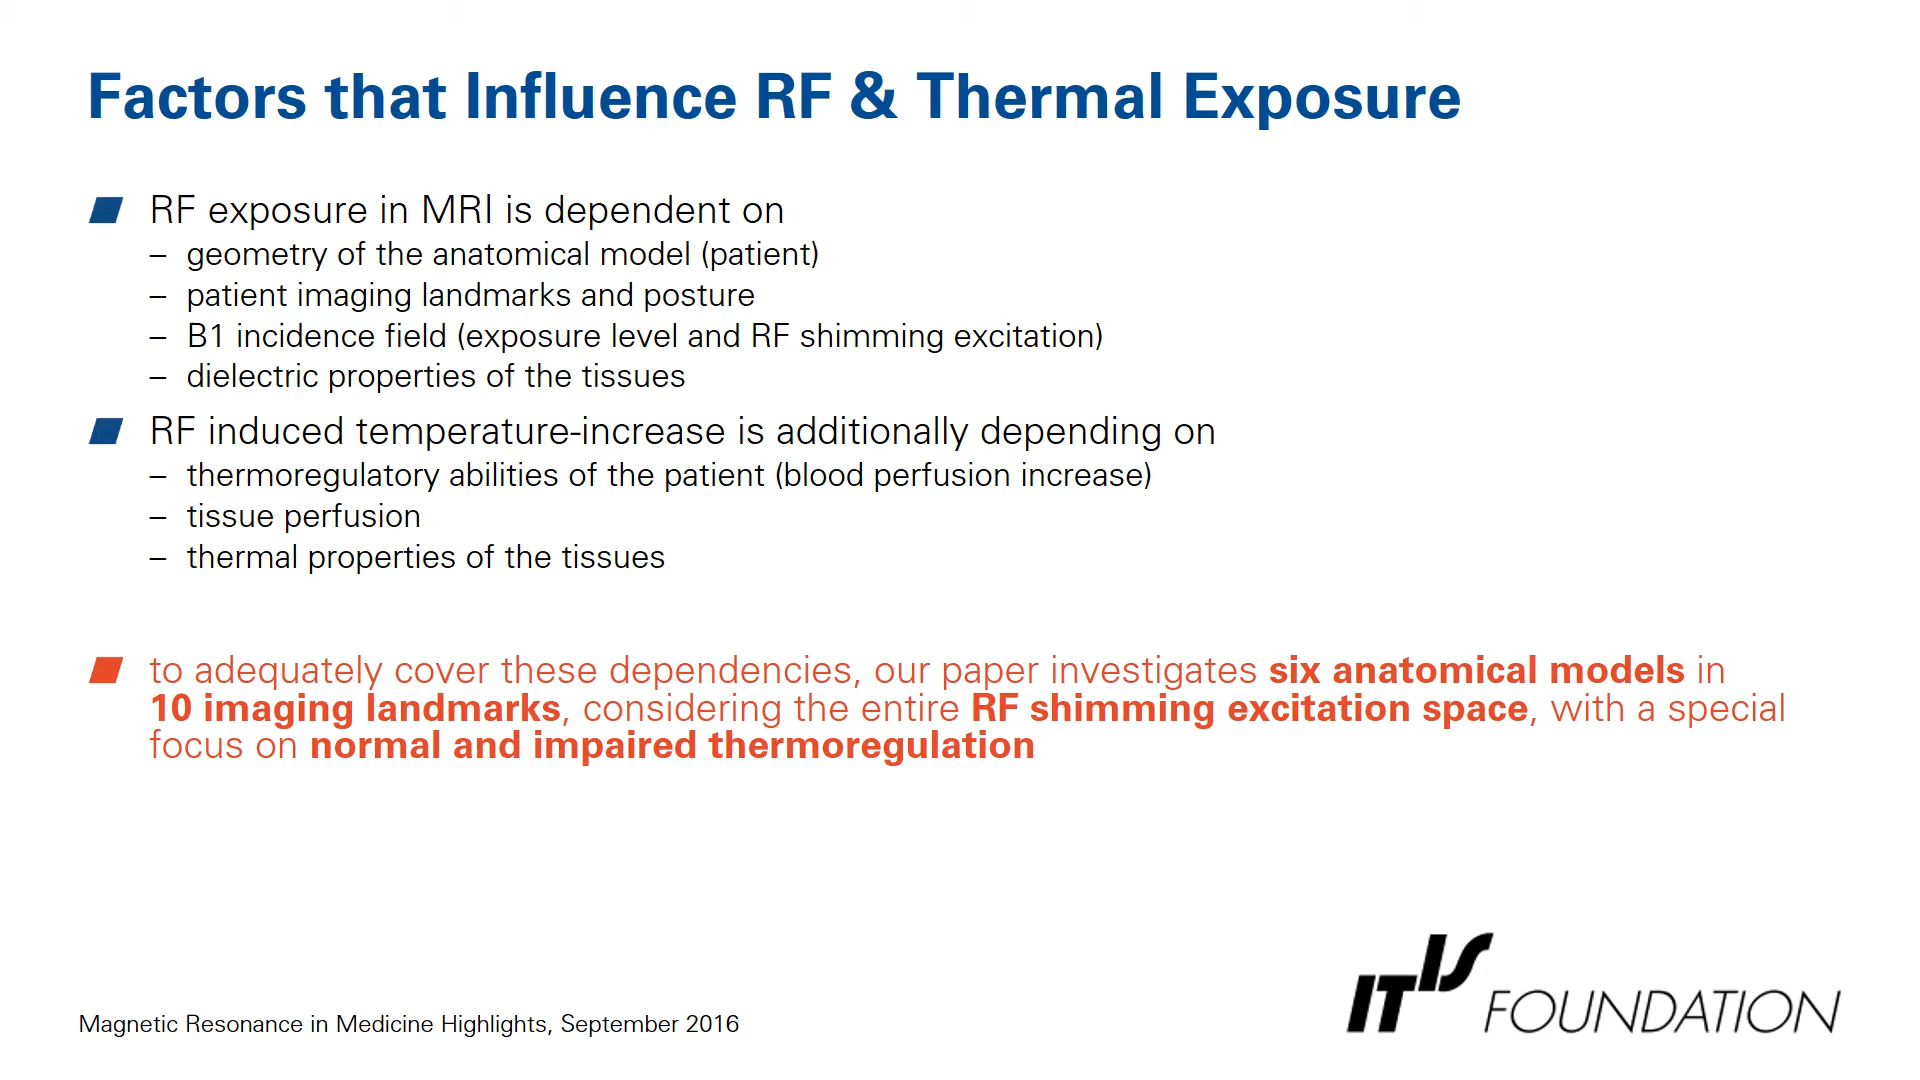 Factors that Influence RF & Thermal Exposure
RF exposure in MRI is dependent on
– geometry of the anatomical model (patient)
– patient imaging landmarks and posture
– B1 incidence field (exposure level and RF shimming excitation)
– dielectric properties of the tissues
RF induced temperature-increase is additionally depending on
– thermoregulatory abilities of the patient (blood perfusion increase)
– tissue perfusion
– thermal properties of the tissues
to adequately cover these dependencies, our paper investigates six anatomical models in
10 imaging landmarks, considering the entire RF shimming excitation space, with a special
focus on normal and impaired thermoregulation
Magnetic Resonance in Medicine Highlights, September 2016
IT'IS FOUNDATION